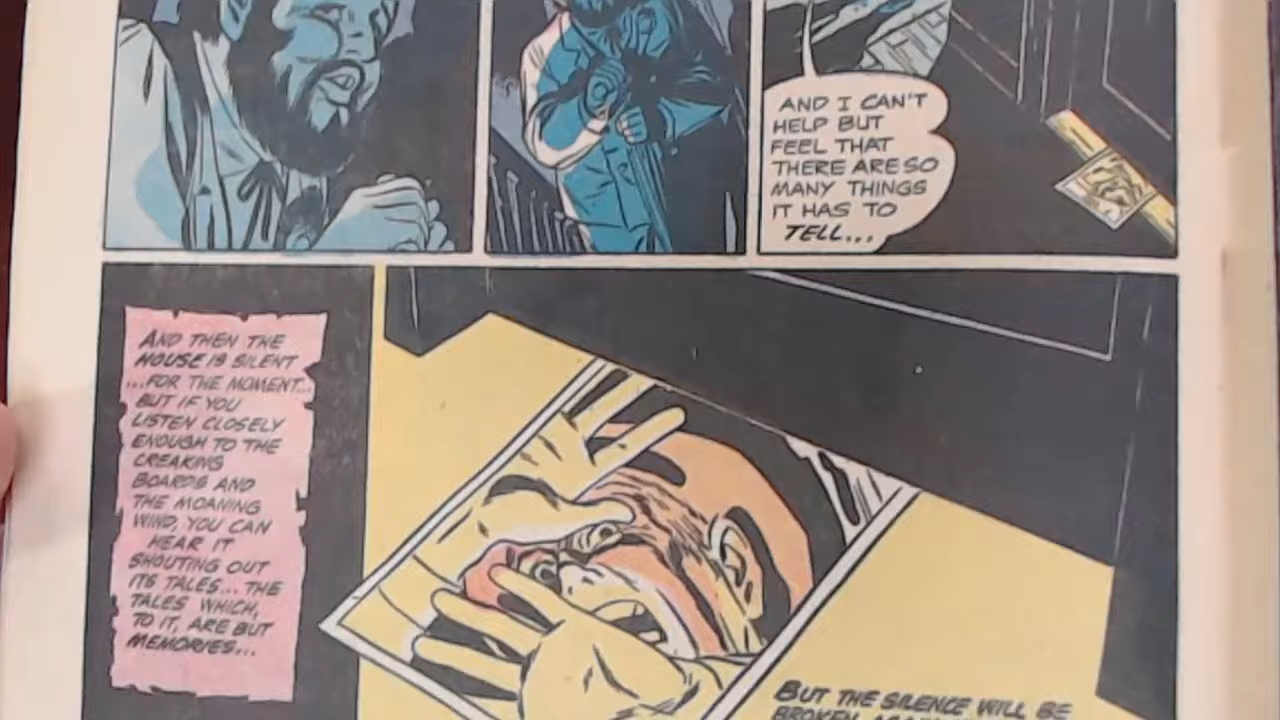 AND I CAN'T
HELP BUT
FEEL THAT
THERE ARE SO
MANY THINGS
IT HAS TO
TELL...
AND THEN THE
HOUSE IS SILENT
...FOR THE MOMENT...
BUT IF YOU
LISTEN CLOSELY
ENOUGH TO THE
CREAKING
BOARDS AND
THE MOANING
WIND, YOU CAN
HEAR IT
SHOUTING OUT
ITS TALES... THE
TALES WHICH,
TO IT, ARE BUT
MEMORIES...
BUT THE SILENCE WILL BE
BROKEN